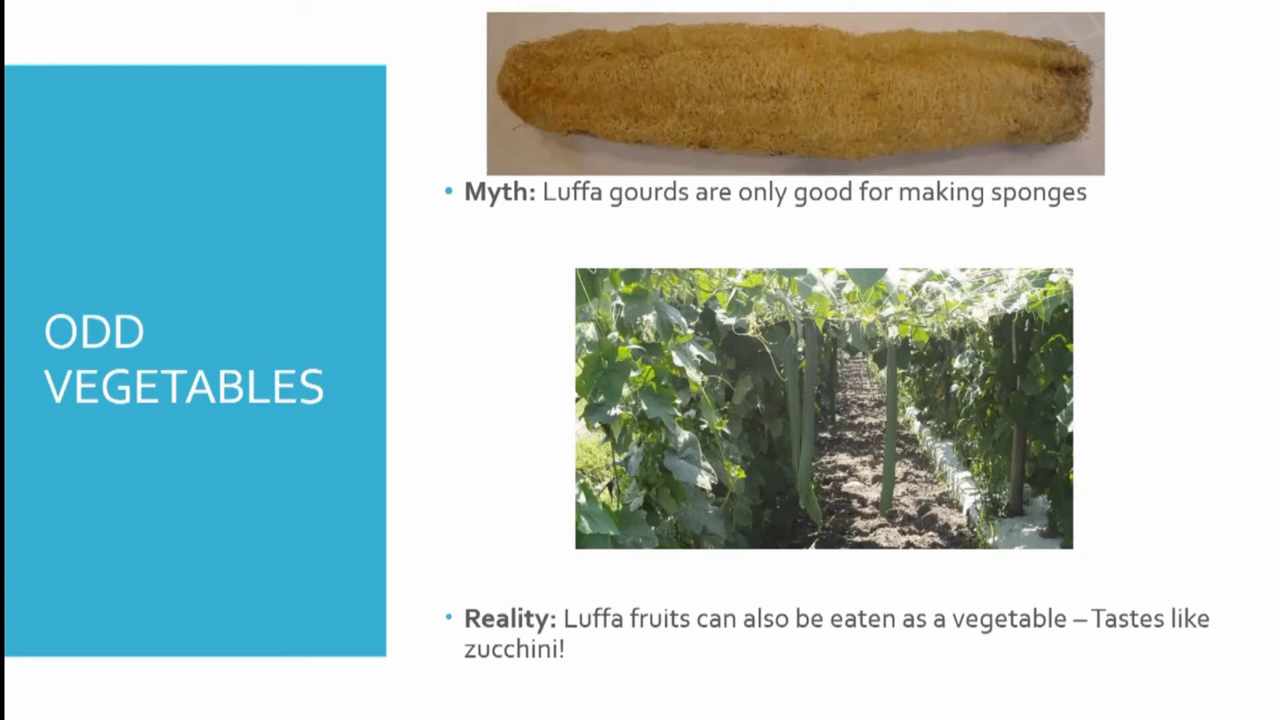 ODD
VEGETABLES
• Myth: Luffa gourds are only good for making sponges
• Reality: Luffa fruits can also be eaten as a vegetable – Tastes like
zucchini!